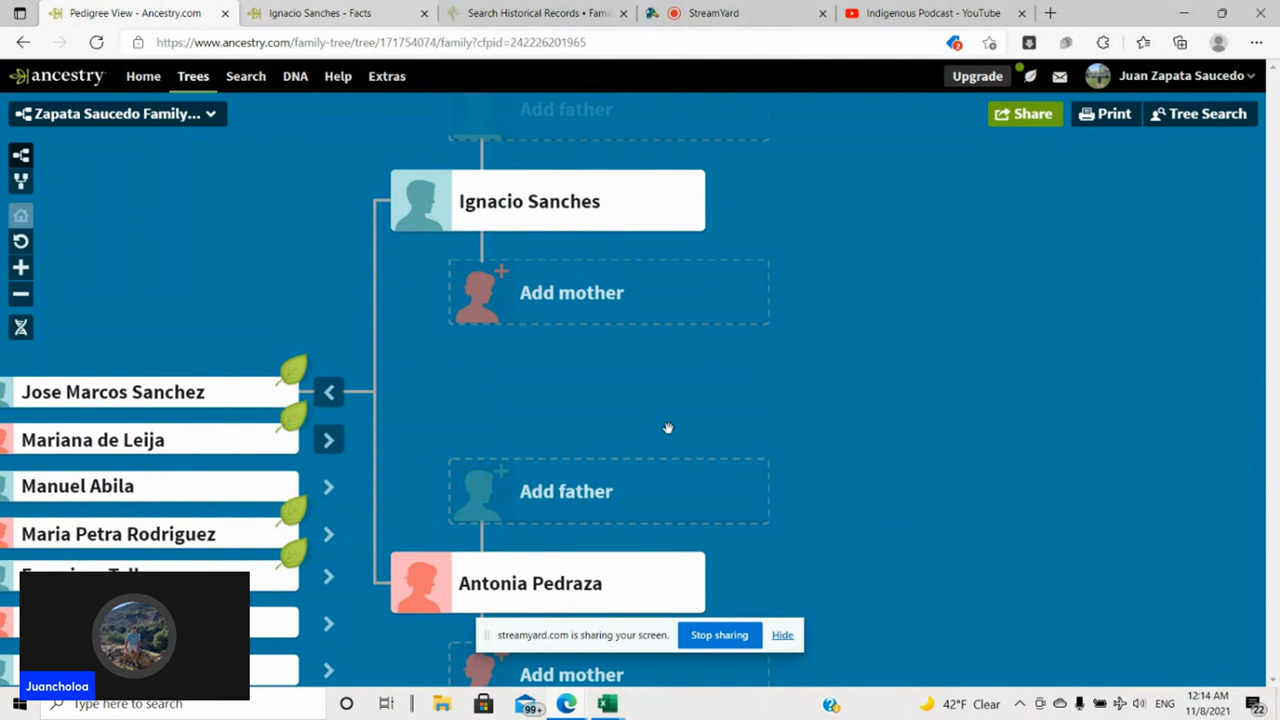 Pedigree View - Ancestry.com
Ignacio Sanches - Facts
Search Historical Records • Fami
StreamYard
Indigenous Podcast - YouTube
https://www.ancestry.com/family-tree/tree/171754074/family?cfpid=242226201965
2
ancestry
Home
Trees
Search
DNA
Help
Extras
Upgrade
Juan Zapata Saucedo
Zapata Saucedo Family...
Share
Print
Tree Search
Add father
Ignacio Sanches
Add mother
Jose Marcos Sanchez
Mariana de Leija
Manuel Abila
Maria Petra Rodriguez
Add father
Antonia Pedraza
streamyard.com is sharing your screen.
Stop sharing
Hide
Add mother
Juancholoa
Type here to search
99+
42°F Clear
ENG
12:14 AM
11/8/2021
22